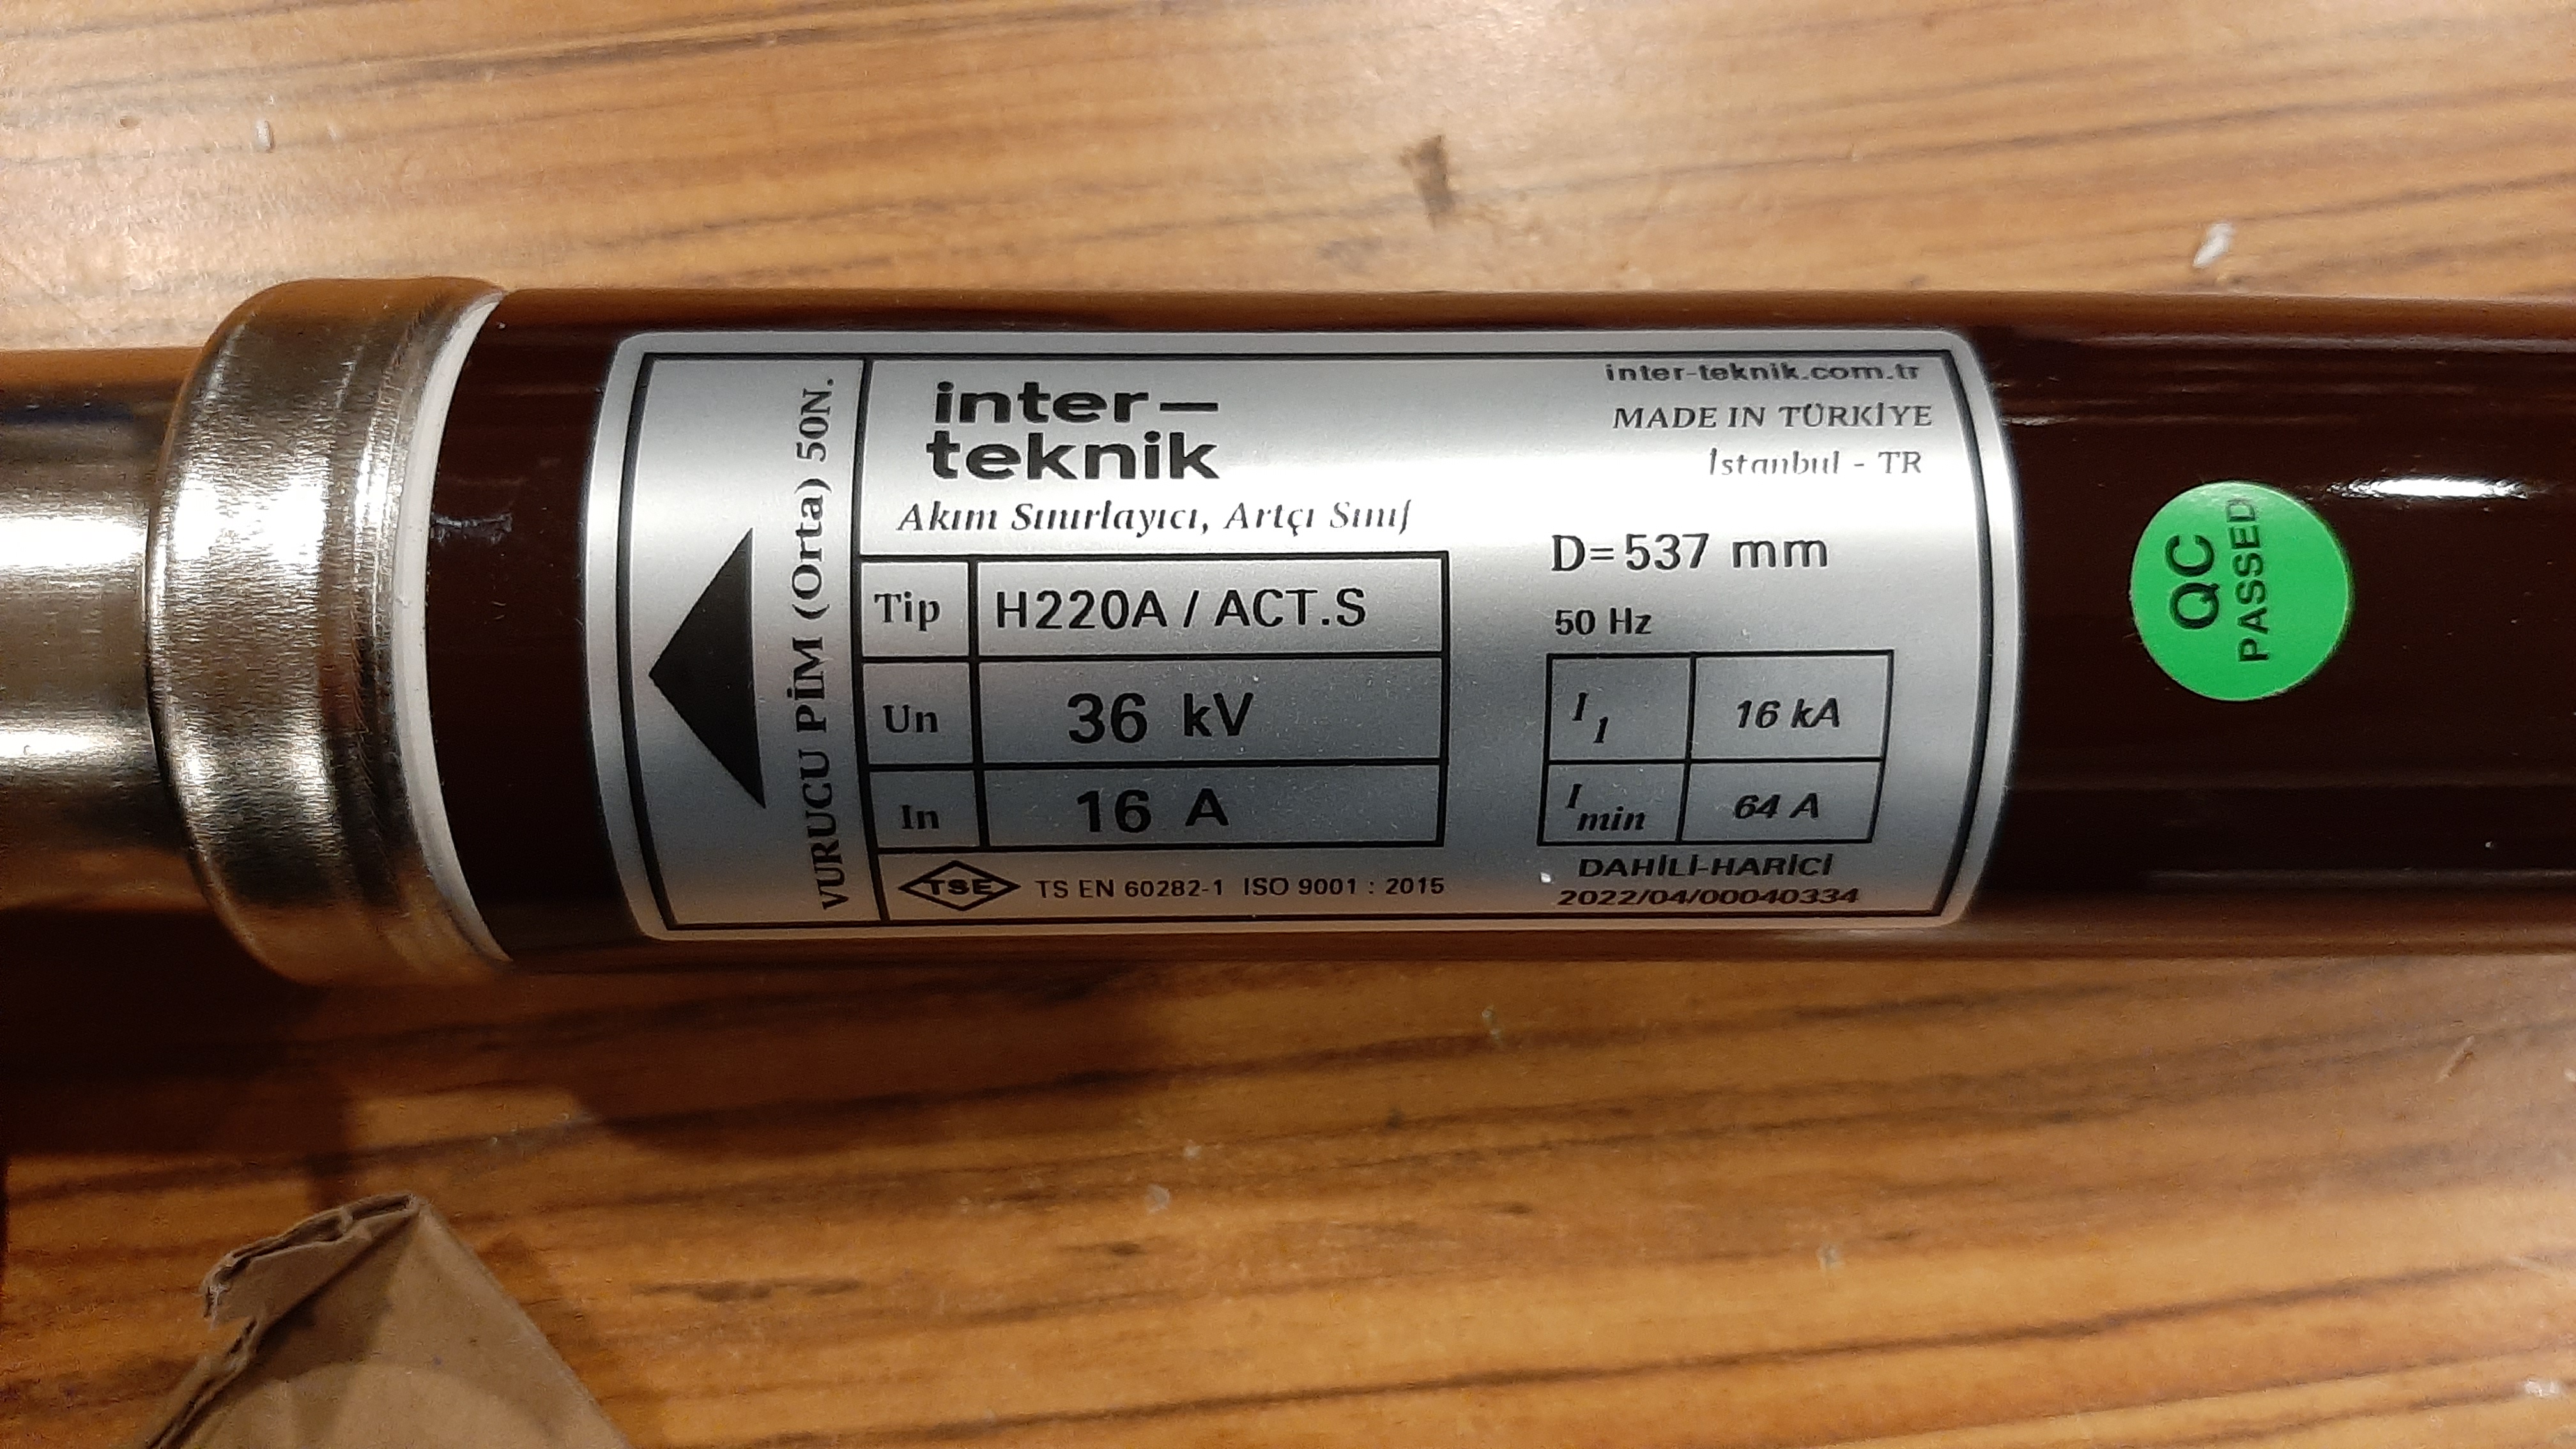 VURUCU PİM (Orta) 50N.
inter-
teknik
Akım Sınırlayıcı, Artçı Sınıf
Tip H220A / ACT.S
Un 36 kV
In 16 A
TSE TS EN 60282-1 ISO 9001 : 2015
inter-teknik.com.tr
MADE IN TÜRKİYE
İstanbul - TR
D=537 mm
50 Hz
I1 16 kA
Imin 64 A
DAHİLİ-HARİCİ
2022/04/00040334
QC
PASSED